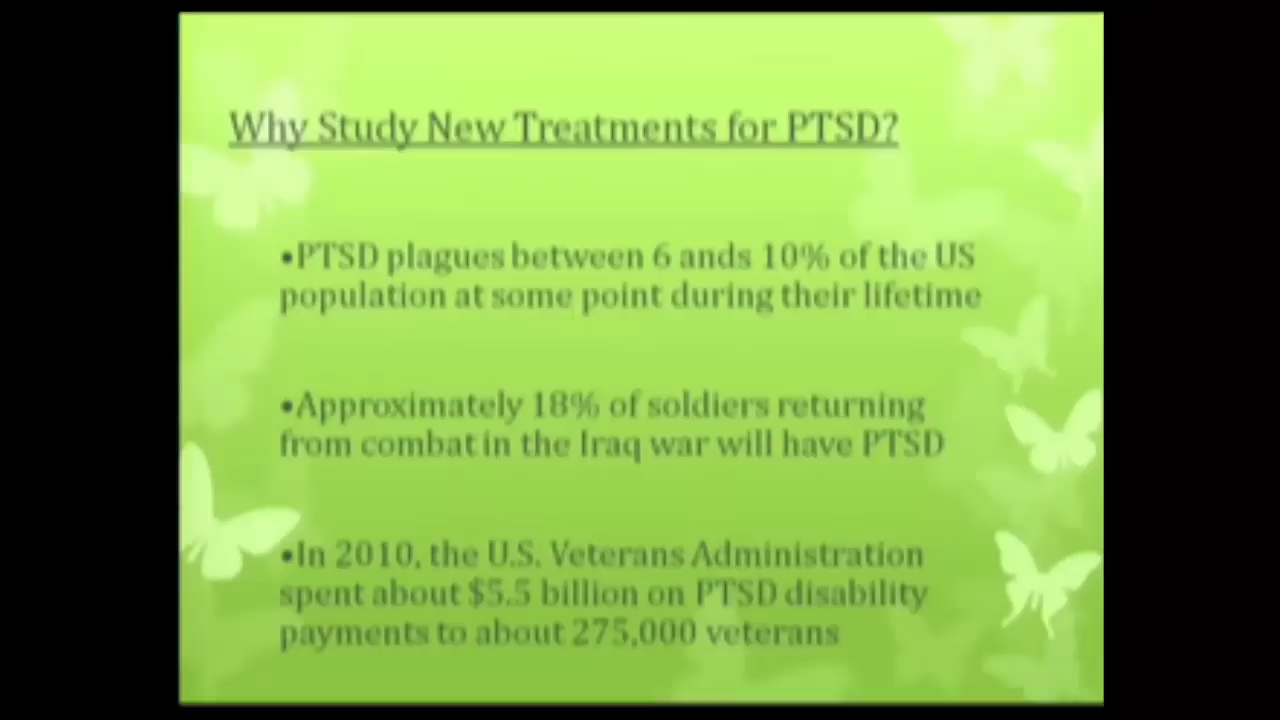 Why Study New Treatments for PTSD?
•PTSD plagues between 6 ands 10% of the US
population at some point during their lifetime
•Approximately 18% of soldiers returning
from combat in the Iraq war will have PTSD
•In 2010, the U.S. Veterans Administration
spent about $5.5 billion on PTSD disability
payments to about 275,000 veterans